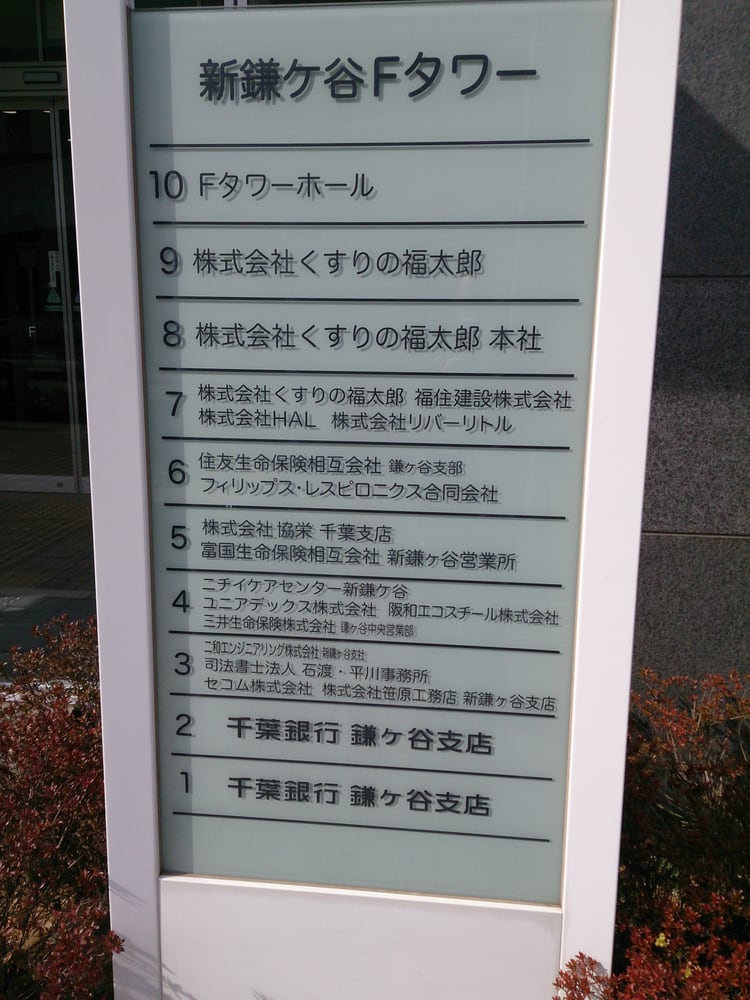 新鎌ケ谷Fタワー
10 Fタワーホール
9 株式会社くすりの福太郎
8 株式会社くすりの福太郎 本社
7 株式会社くすりの福太郎 福住建設株式会社
株式会社HAL 株式会社リバーリトル
6 住友生命保険相互会社 鎌ヶ谷支部
フィリップス・レスピロニクス合同会社
5 株式会社 協栄 千葉支店
富国生命保険相互会社 新鎌ヶ谷営業所
4 ニチイケアセンター新鎌ケ谷
ユニアデックス株式会社 阪和エコスチール株式会社
三井生命保険株式会社 鎌ヶ谷中央営業部
3 二和エンジニアリング株式会社 新鎌ヶ谷支社
司法書士法人 石渡・平川事務所
セコム株式会社 株式会社笹原工務店 新鎌ヶ谷支店
2 千葉銀行 鎌ヶ谷支店
1 千葉銀行 鎌ヶ谷支店
F